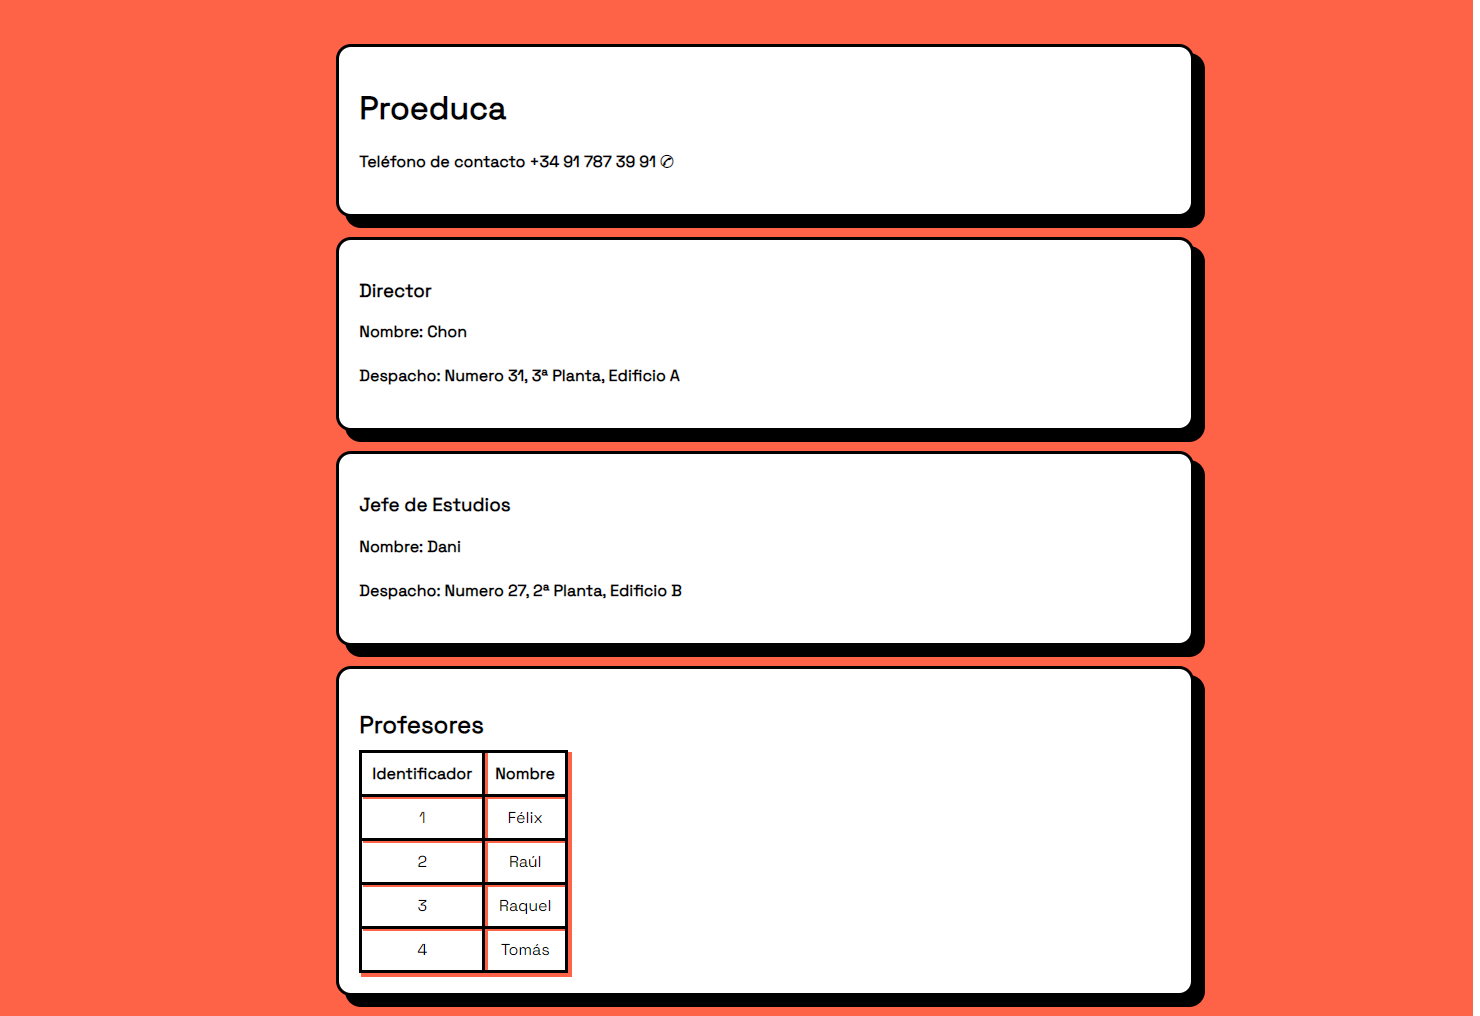 Proeduca
Teléfono de contacto +34 91 787 39 91 ✆
Director
Nombre: Chon
Despacho: Numero 31, 3ª Planta, Edificio A
Jefe de Estudios
Nombre: Dani
Despacho: Numero 27, 2ª Planta, Edificio B
Profesores
Identificador Nombre
1 Félix
2 Raúl
3 Raquel
4 Tomás